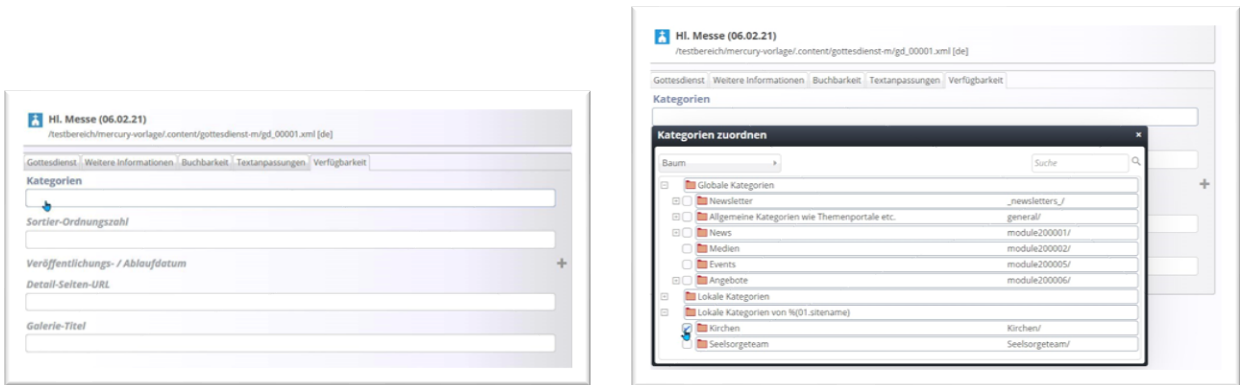 Hl. Messe (06.02.21)
/testbereich/mercury-vorlage/.content/gottesdienst-m/gd_00001.xml [de]
Gottesdienst Weitere Informationen Buchbarkeit Textanpassungen Verfügbarkeit
Kategorien
Sortier-Ordnungszahl
Veröffentlichungs- / Ablaufdatum
Detail-Seiten-URL
Galerie-Titel
Hl. Messe (06.02.21)
/testbereich/mercury-vorlage/.content/gottesdienst-m/gd_00001.xml [de]
Gottesdienst Weitere Informationen Buchbarkeit Textanpassungen Verfügbarkeit
Kategorien
Kategorien zuordnen
Baum Suche
Globale Kategorien
Newsletter _newsletters_/
Allgemeine Kategorien wie Themenportale etc. general/
News module200001/
Medien module200002/
Events module200005/
Angebote module200006/
Lokale Kategorien
Lokale Kategorien von %(01.sitename)
Kirchen Kirchen/
Seelsorgeteam Seelsorgeteam/